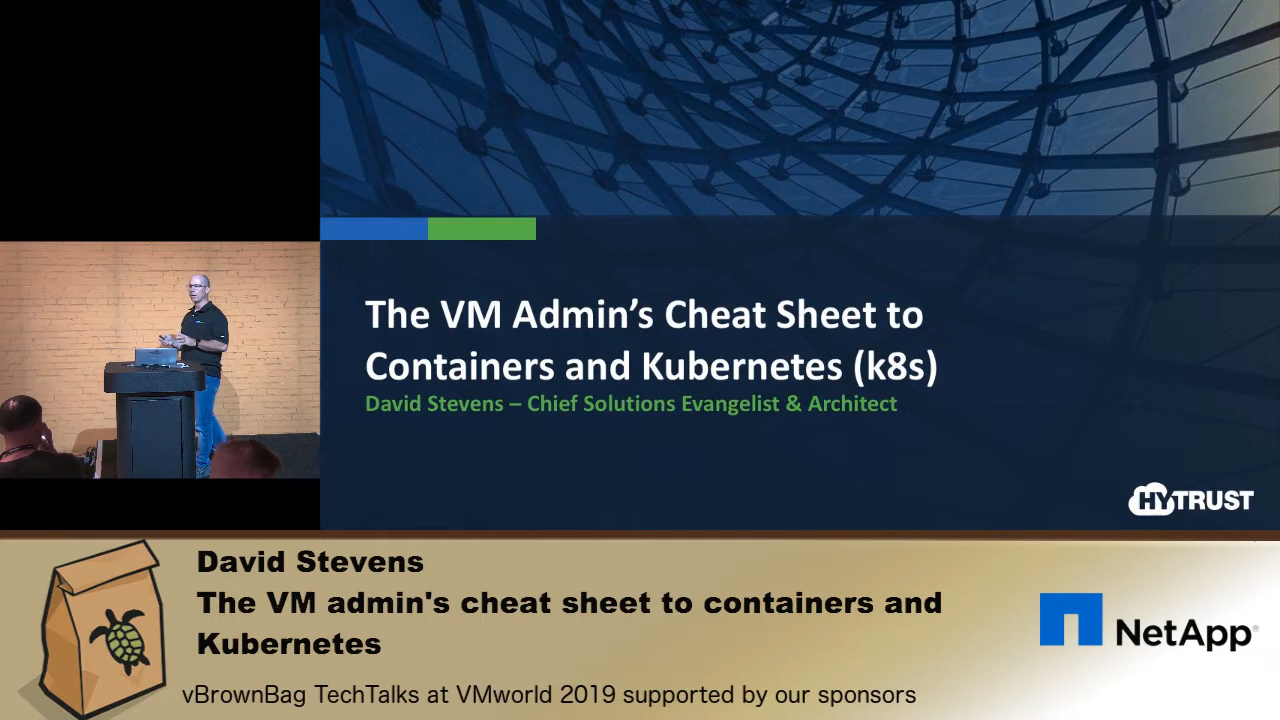 The VM Admin’s Cheat Sheet to
Containers and Kubernetes (k8s)
David Stevens – Chief Solutions Evangelist & Architect
HYTRUST
David Stevens
The VM admin's cheat sheet to containers and
Kubernetes
NetApp®
vBrownBag TechTalks at VMworld 2019 supported by our sponsors